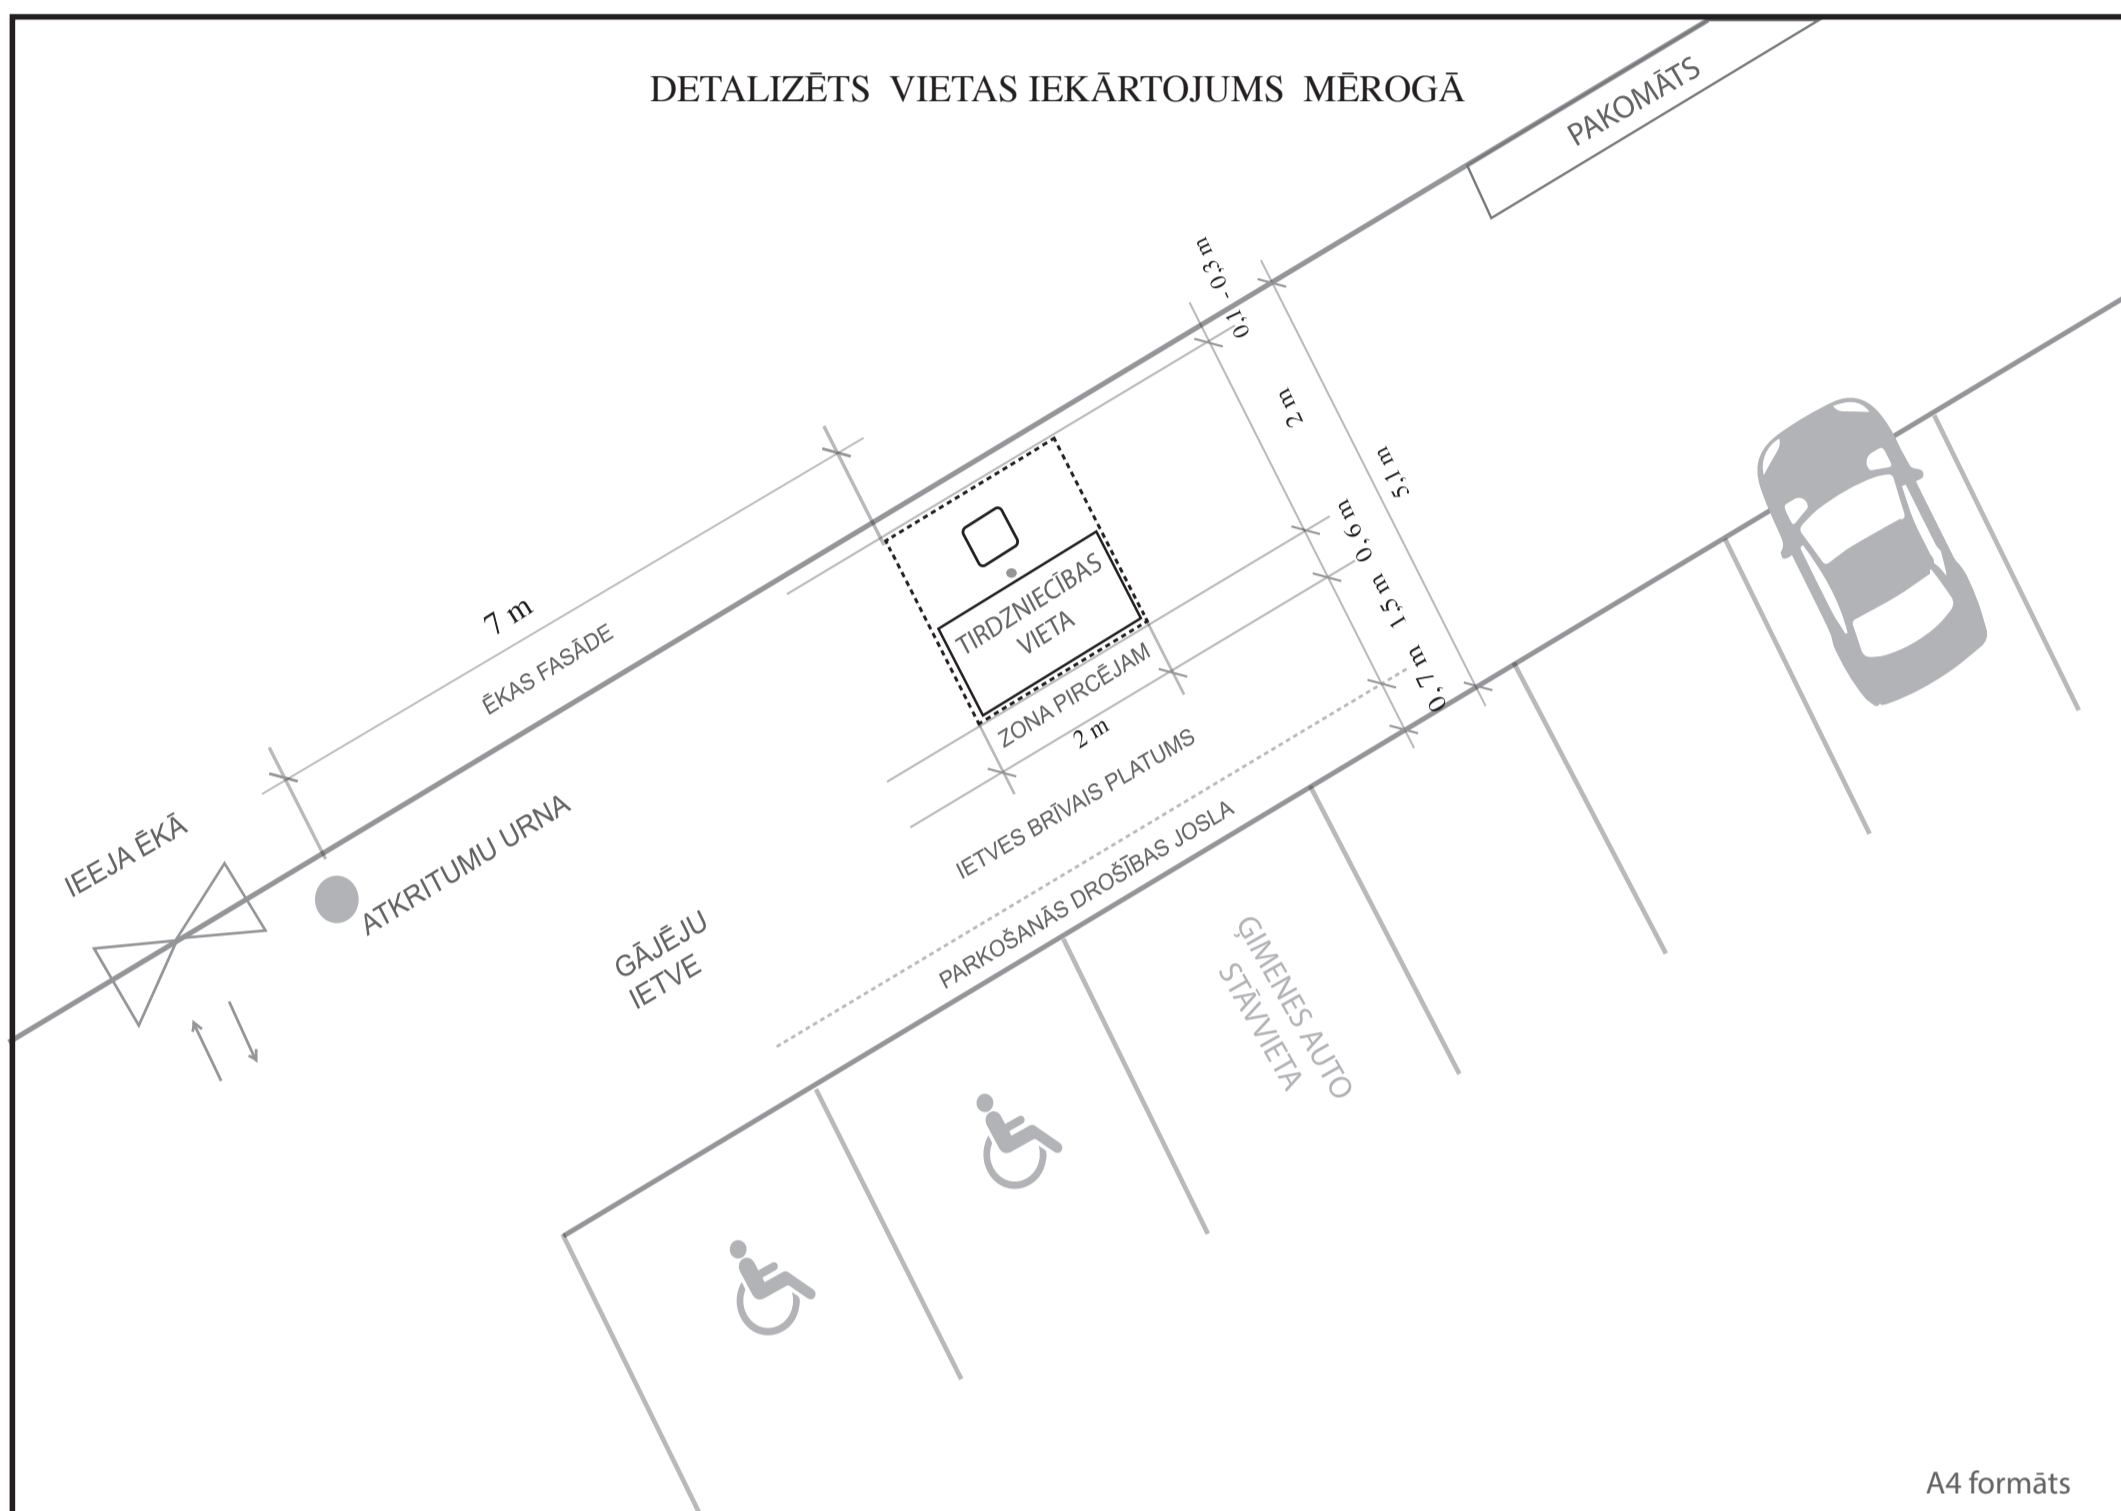 DETALIZĒTS VIETAS IEKĀRTOJUMS MĒROGĀ
PAKOMĀTS
0,1 - 0,3 m
2 m
5,1 m
0,6 m
1,5 m
0,7 m
7 m
ĒKAS FASĀDE
TIRDZNIECĪBAS
VIETA
ZONA PIRCĒJAM
2 m
IETVES BRĪVAIS PLATUMS
PARKOŠANĀS DROŠĪBAS JOSLA
IEEJA ĒKĀ
ATKRITUMU URNA
GĀJĒJU
IETVE
ĢIMENES AUTO
STĀVVIETA
A4 formāts